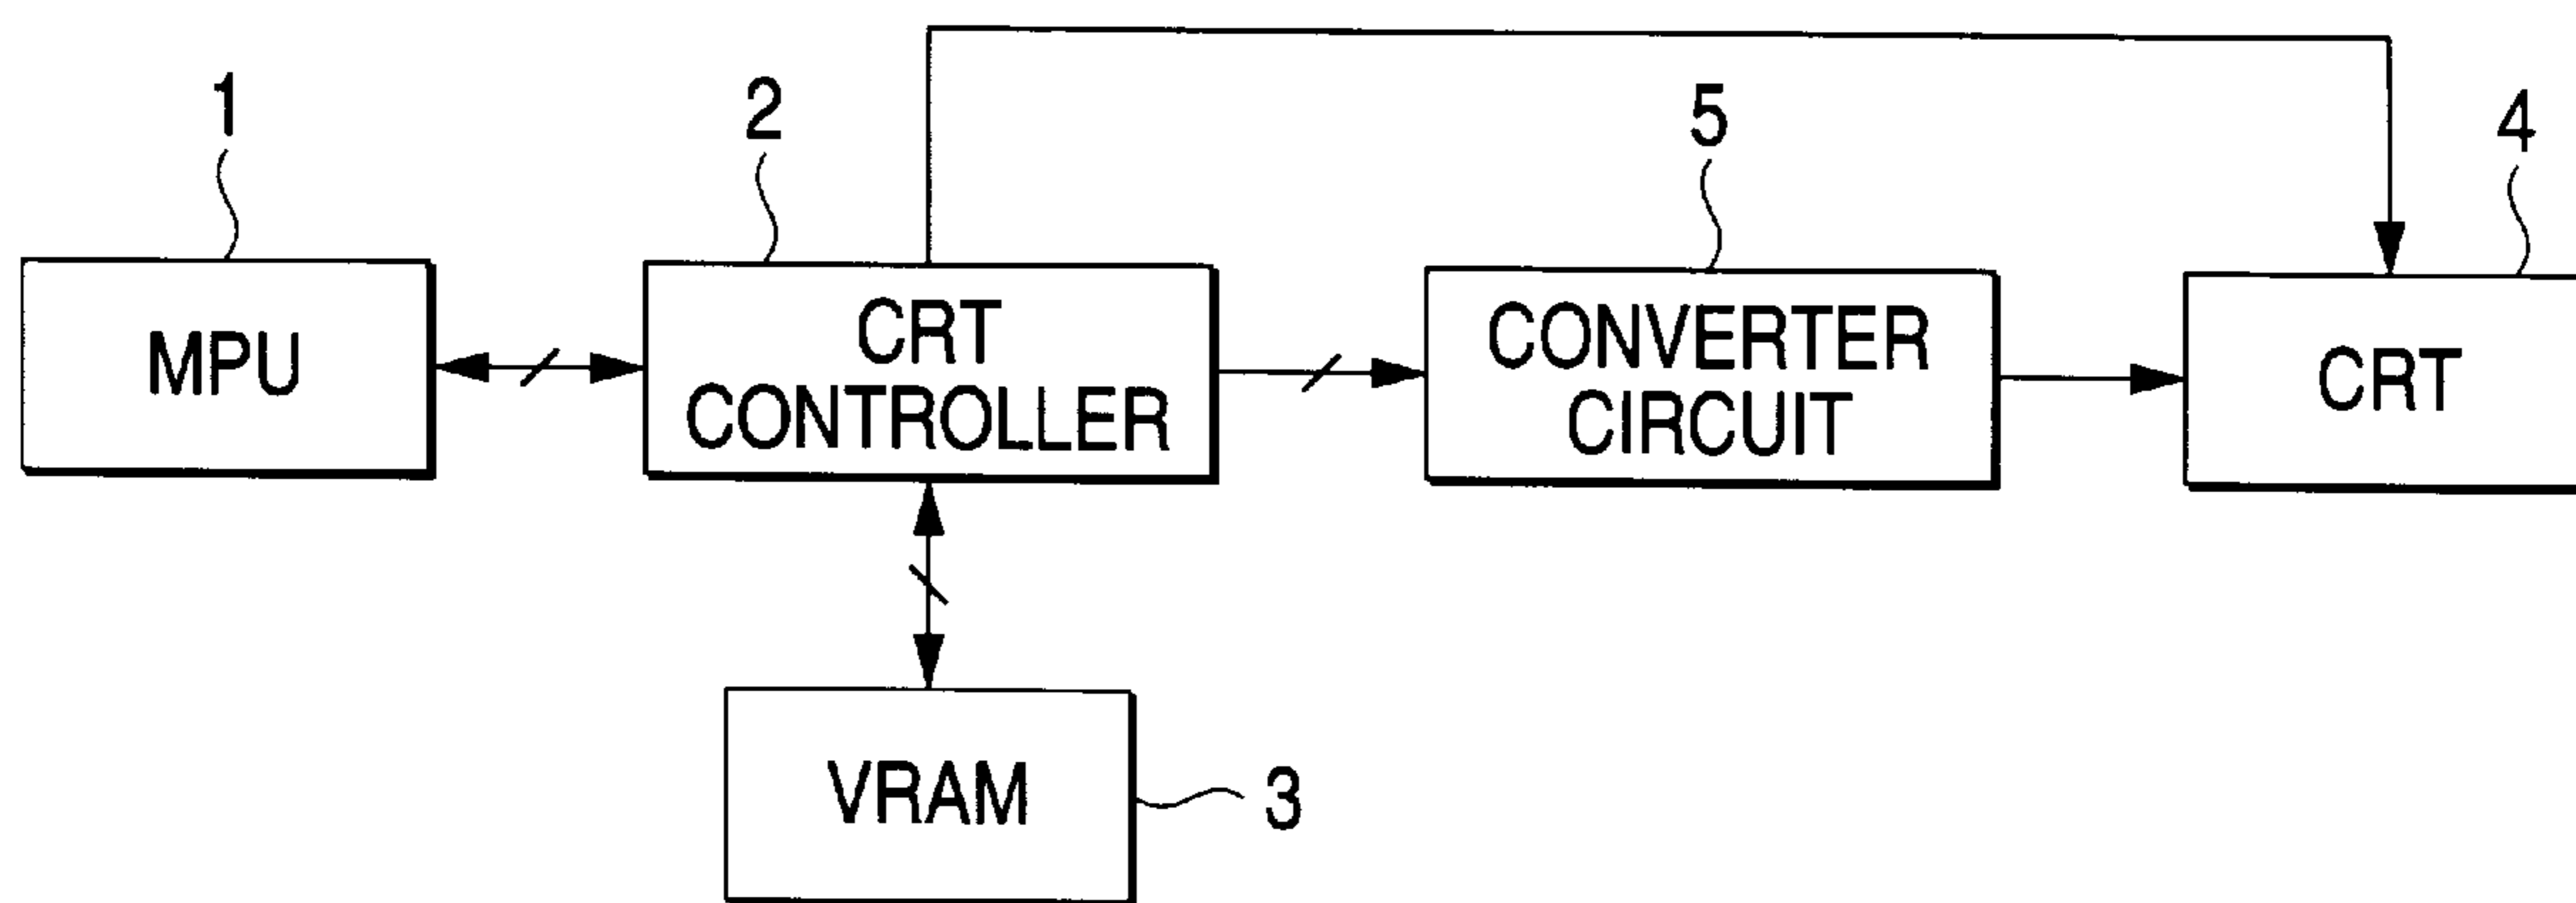 1
2
5
4
MPU
CRT
CONTROLLER
CONVERTER
CIRCUIT
CRT
VRAM
3